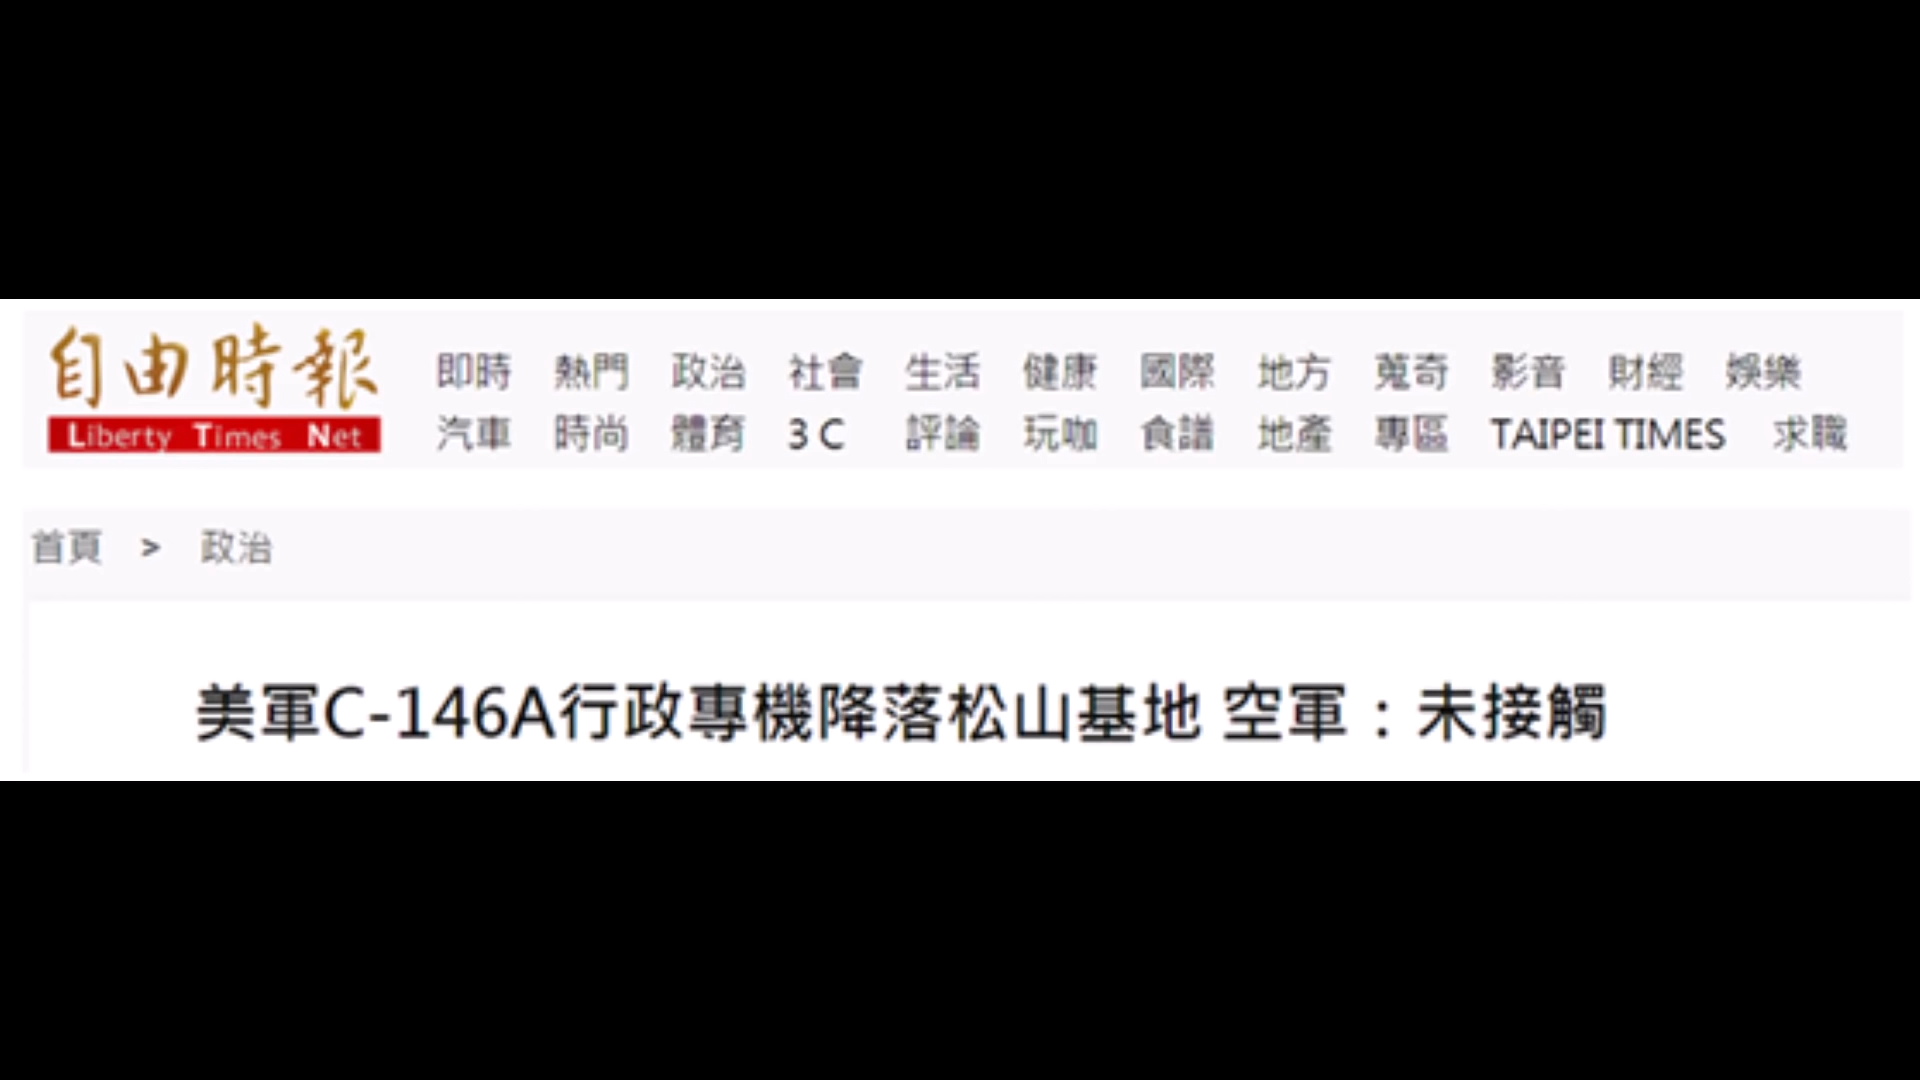 自由時報
Liberty Times Net
即時 熱門 政治 社會 生活 健康 國際 地方 蒐奇 影音 財經 娛樂
汽車 時尚 體育 3 C 評論 玩咖 食譜 地產 專區 TAIPEI TIMES 求職
首頁 > 政治
美軍C-146A行政專機降落松山基地 空軍：未接觸